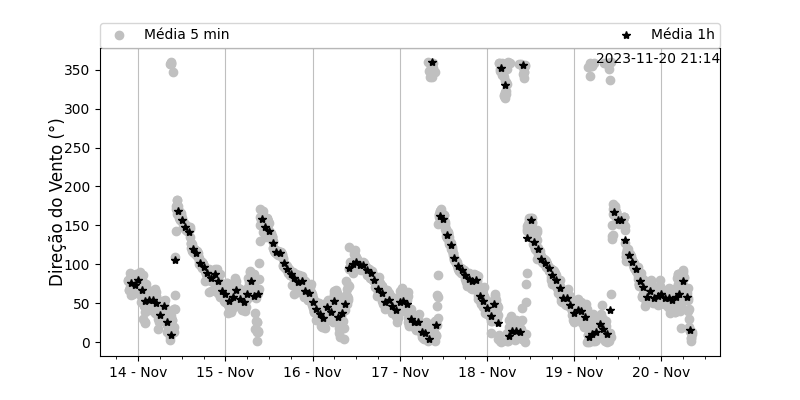 Média 5 min
Média 1h
2023-11-20 21:14
Direção do Vento (°)
350
300
250
200
150
100
50
0
14 - Nov
15 - Nov
16 - Nov
17 - Nov
18 - Nov
19 - Nov
20 - Nov